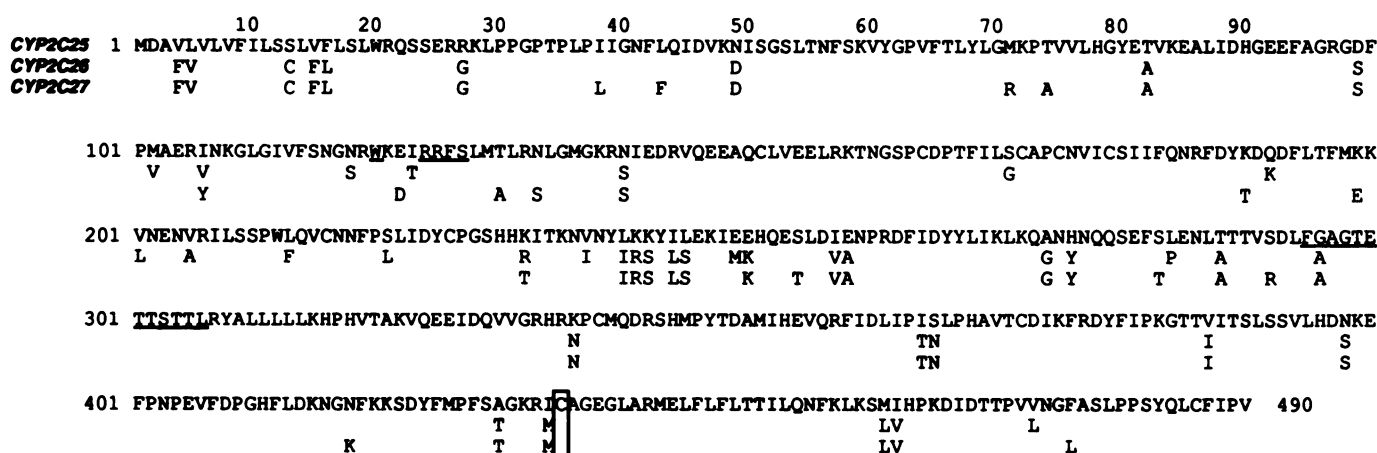 10 20 30 40 50 60 70 80 90
CYP2C25 1 MDAVLVLVFILSSLVFLSLWRQSSERRKLPPGPTPLPIIGNFLQIDVKNISGSLTNFSKVYGPVFTLYLGMKPTVVLHGYETVKEALIDHGEEFAGRGDF
CYP2C26 FV C FL G D A S
CYP2C27 FV C FL G L F D R A A S
101 PMAERINKGLGIVFSNGNRWKEIRRFSLMTLRNLGMGKRNIEDRVQEEAQCLVEELRKTNGSPCDPTFILSCAPCNVICSIIFQNRFDYKDQDFLTFMKK
V V S T S G K
Y D A S S T E
201 VNENVRILSSPWLQVCNNFPSLIDYCPGSHHKITKNVNYLKKYILEKIEEHQESLDIENPRDFIDYYLIKLKQANHNQQSEFSLENLTTTVSDLFGAGTE
L A F L R I IRS LS MK VA G Y P A A
T IRS LS K T VA G Y T A R A
301 TTSTTLRYALLLLLKHPHVTAKVQEEIDQVVGRHRKPCMQDRSHMPYTDAMIHEVQRFIDLIPISLPHAVTCDIKFRDYFIPKGTTVITSLSSVLHDNKE
N TN I S
N TN I S
401 FPNPEVFDPGHFLDKNGNFKKSDYFMPFSAGKRICAGEGLARMELFLFLTTILQNFKLKSMIHPKDIDTTPVVNGFASLPPSYQLCFIPV 490
T M LV L
K T M LV L